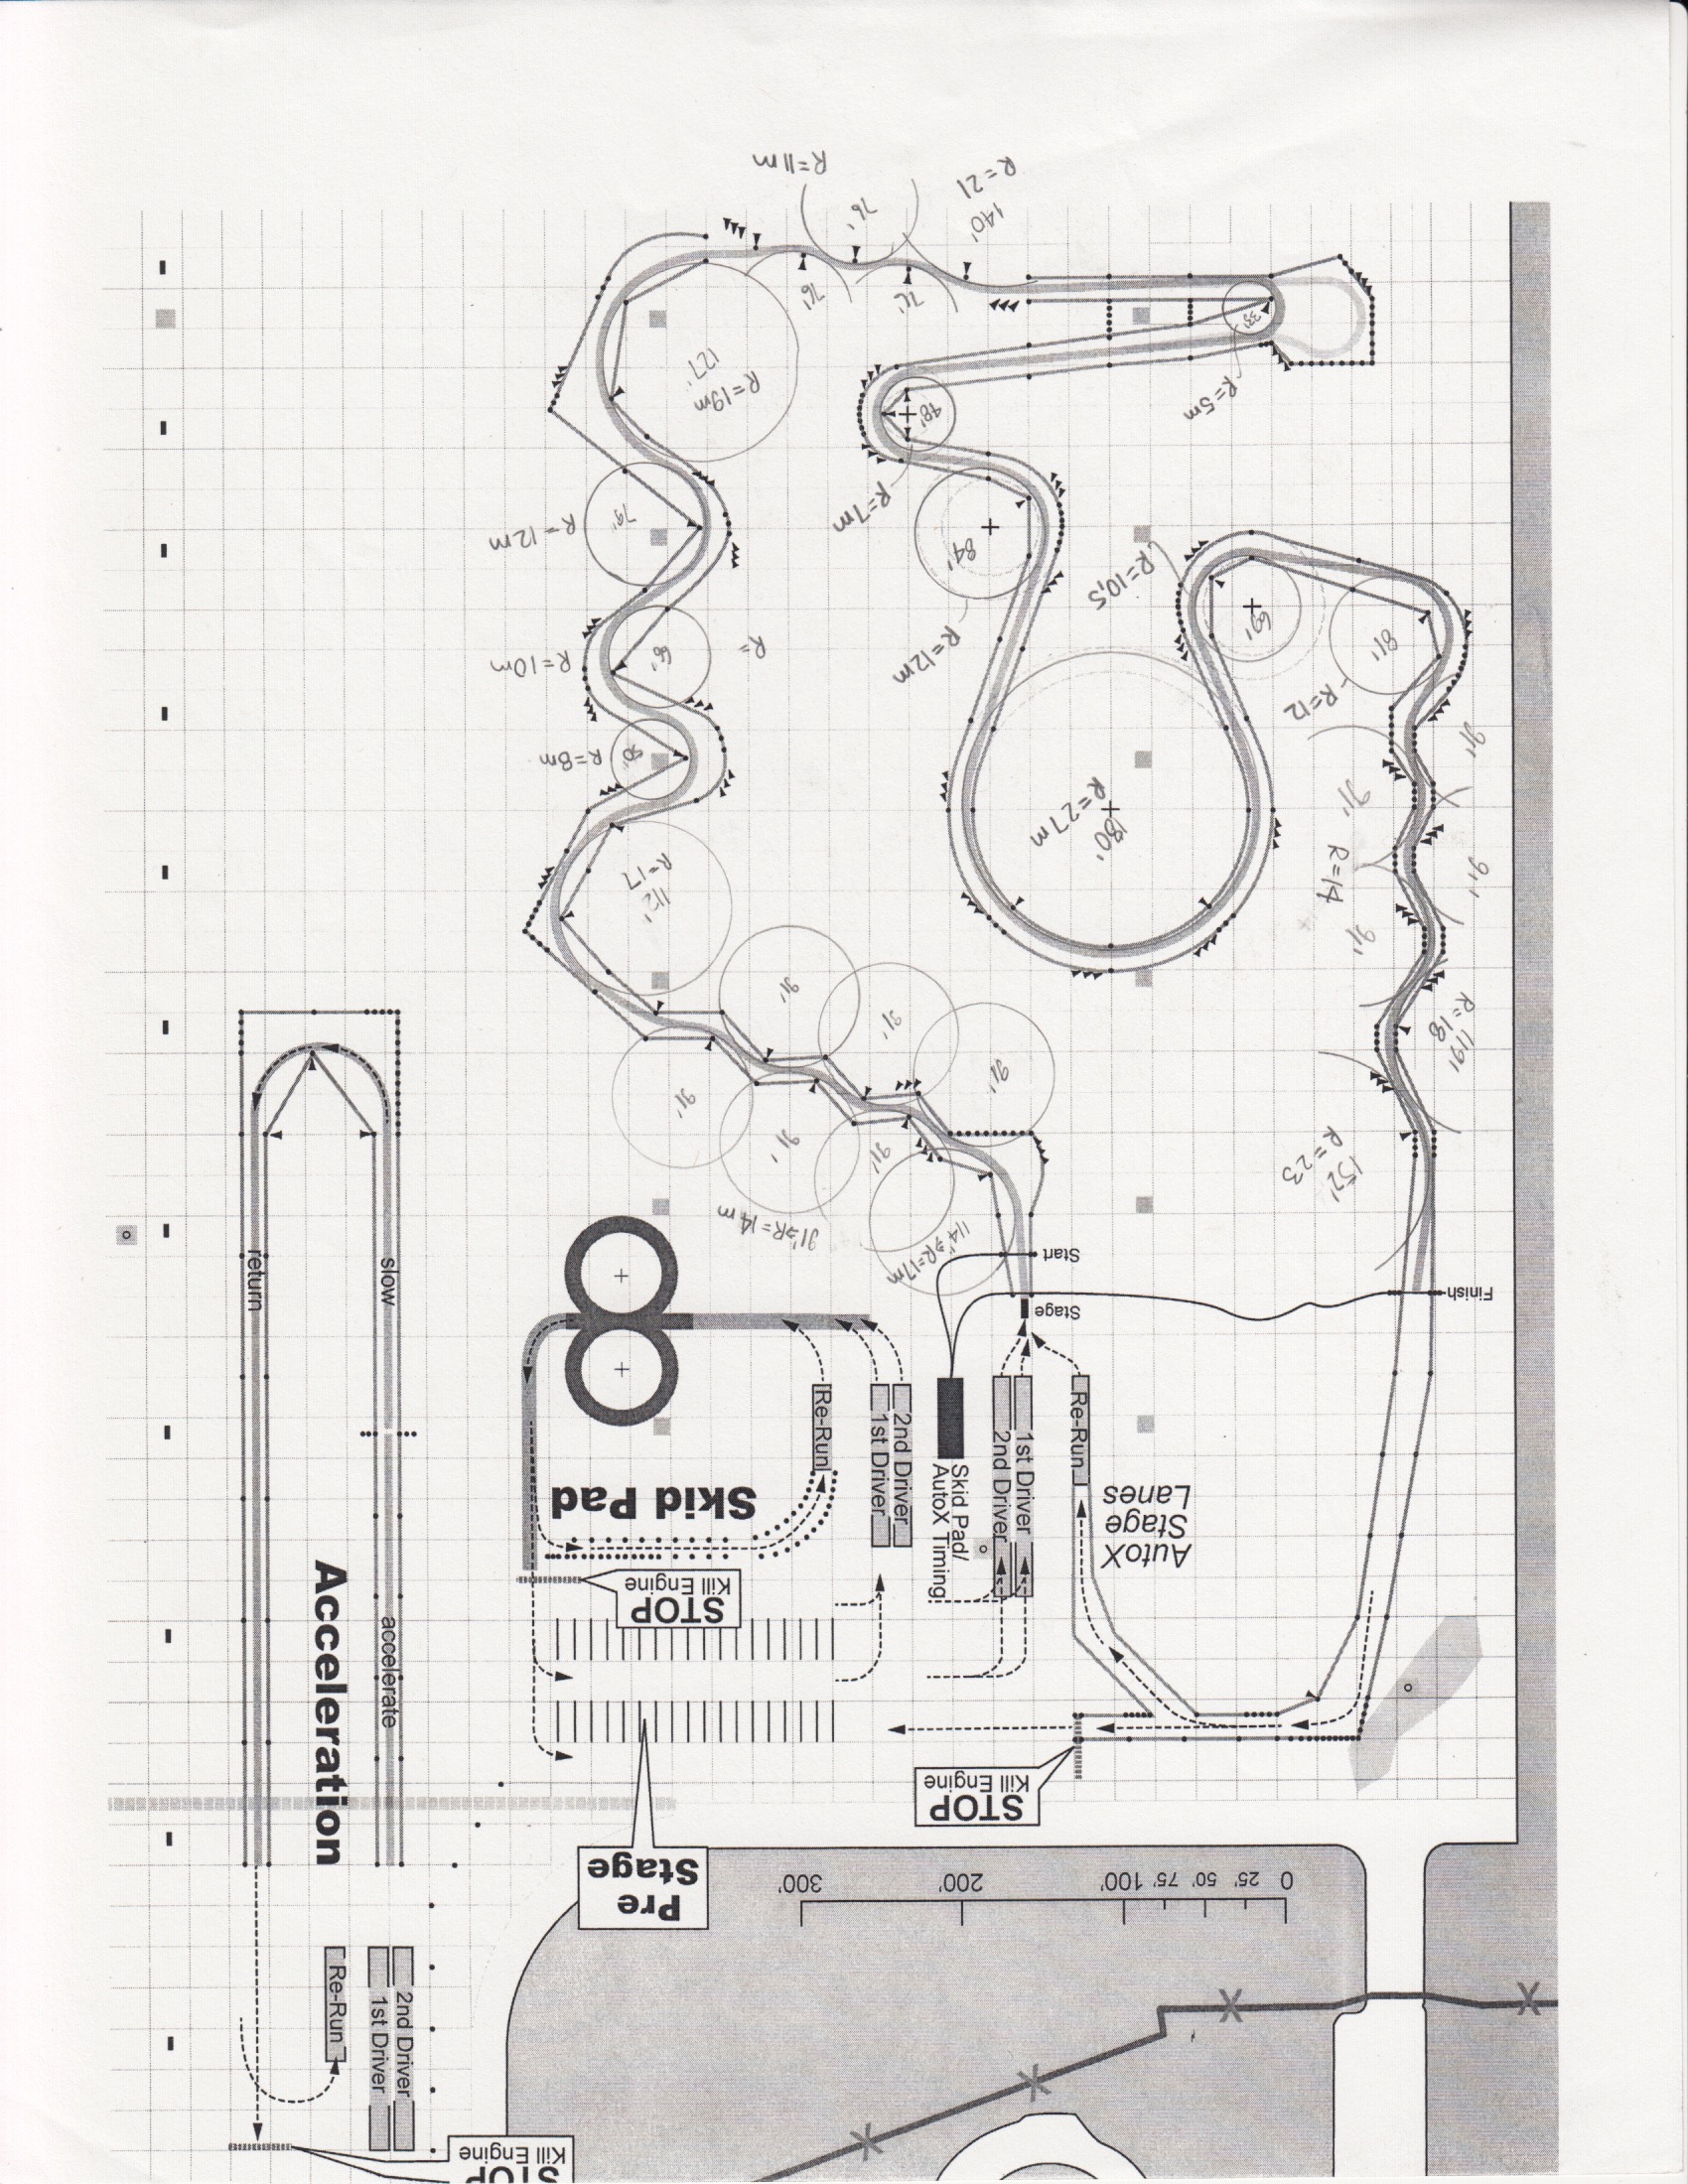 R=11m
76'
R=21
140'
76'
76'
33'
R=5m
127'
R=19m
48'
R=7m
79'
R=12m
84'
R=12m
R=10,5
69'
81'
R=12
66'
R=10m
R=
50'
R=8m
R=27m
180'
91'
91'
R=14
91'
91'
112'
R=17
91'
91'
91'
91'
91'
91'
R=18
119'
152'
R=23
91'⇒R=14m
114'⇒R=17m
Start
Stage
Finish
return
slow
accelerate
Acceleration
Re-Run
1st Driver
2nd Driver
Skid Pad/
AutoX Timing
2nd Driver
1st Driver
Re-Run
AutoX
Stage
Lanes
Skid Pad
STOP
Kill Engine
STOP
Kill Engine
Pre
Stage
0 25' 50' 75' 100' 200' 300'
Re-Run
1st Driver
2nd Driver
STOP
Kill Engine